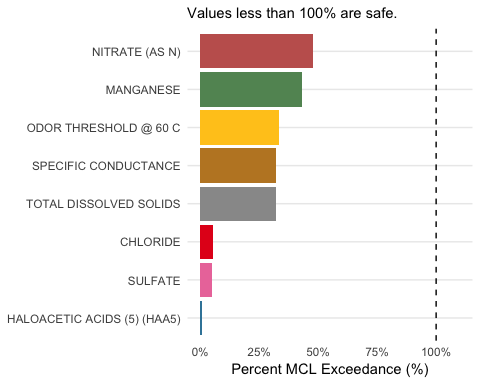 Values less than 100% are safe.
NITRATE (AS N)
MANGANESE
ODOR THRESHOLD @ 60 C
SPECIFIC CONDUCTANCE
TOTAL DISSOLVED SOLIDS
CHLORIDE
SULFATE
HALOACETIC ACIDS (5) (HAA5)
0% 25% 50% 75% 100%
Percent MCL Exceedance (%)